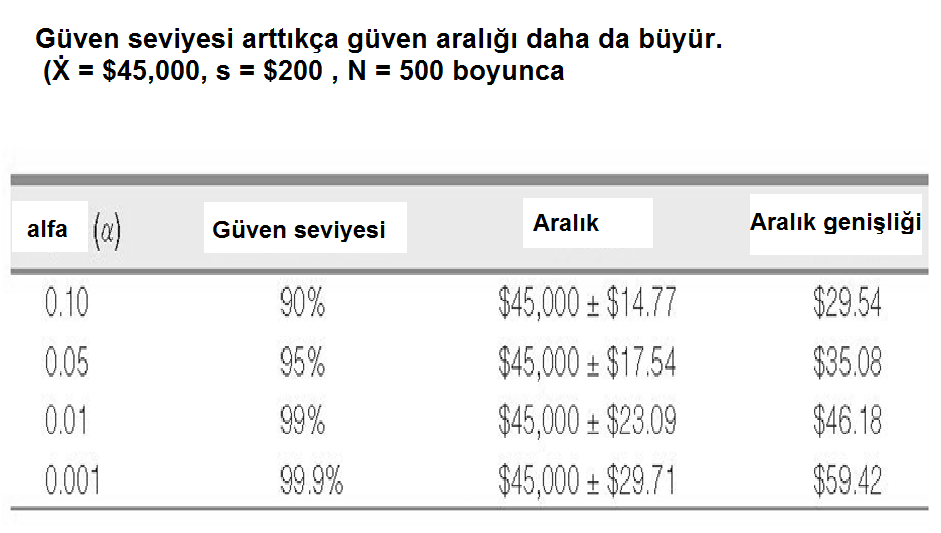 Güven seviyesi arttıkça güven aralığı daha da büyür.
(Ẋ = $45,000, s = $200 , N = 500 boyunca
alfa (α) Güven seviyesi Aralık Aralık genişliği
0.10 90% $45,000 ± $14.77 $29.54
0.05 95% $45,000 ± $17.54 $35.08
0.01 99% $45,000 ± $23.09 $46.18
0.001 99.9% $45,000 ± $29.71 $59.42